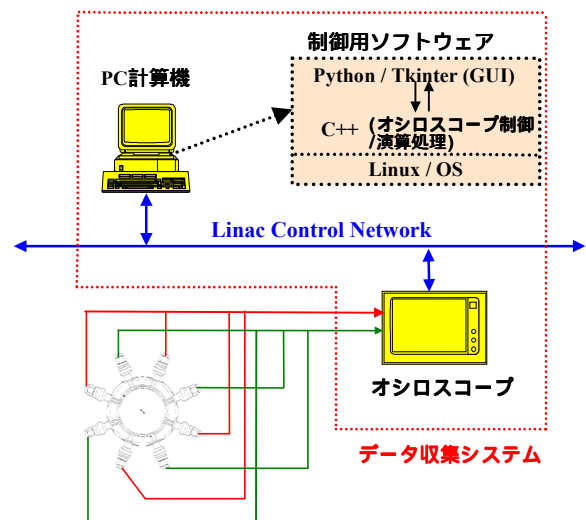 制御用ソフトウェア
PC計算機
Python / Tkinter (GUI)
C++ (オシロスコープ制御
/演算処理)
Linux / OS
Linac Control Network
オシロスコープ
データ収集システム